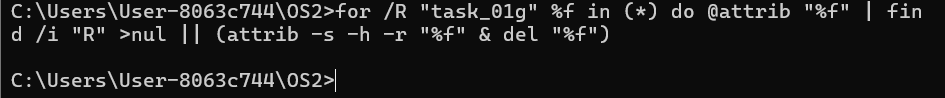 C:\Users\User-8063c744\OS2>for /R "task_01g" %f in (*) do @attrib "%f" | fin
d /i "R" >nul || (attrib -s -h -r "%f" & del "%f")
C:\Users\User-8063c744\OS2>